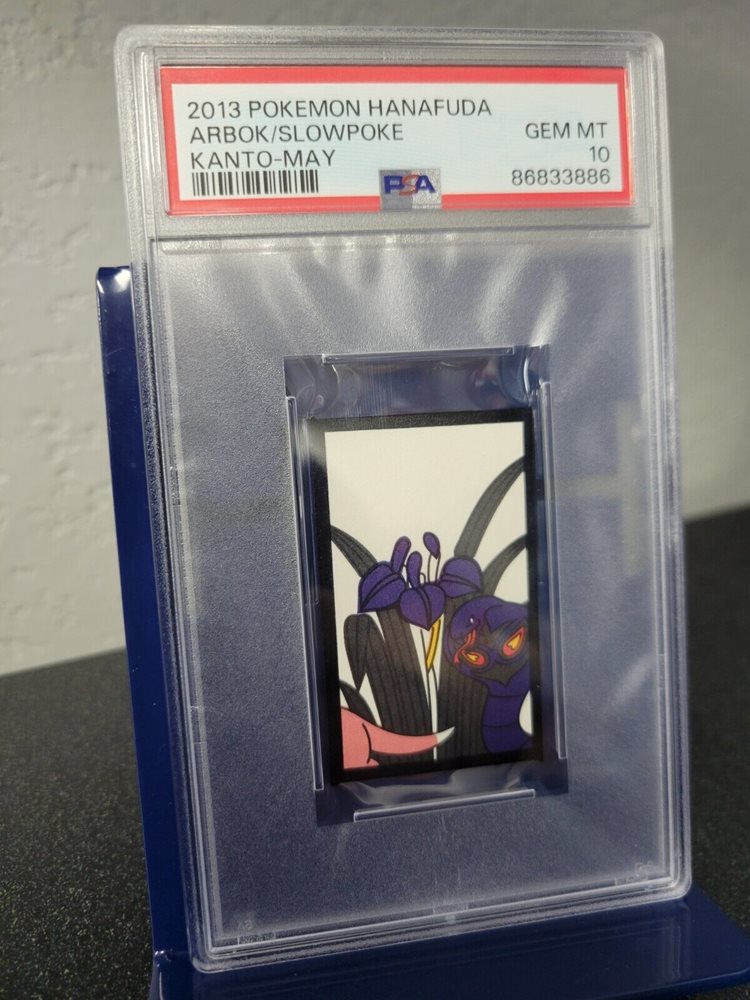 2013 POKEMON HANAFUDA
ARBOK/SLOWPOKE
GEM MT
KANTO-MAY
10
PSA
86833886